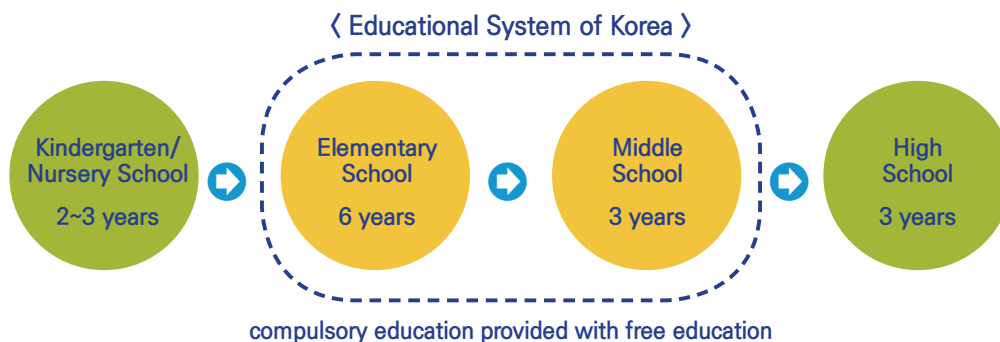 〈 Educational System of Korea 〉
Kindergarten/
Nursery School
2~3 years
Elementary
School
6 years
Middle
School
3 years
High
School
3 years
compulsory education provided with free education